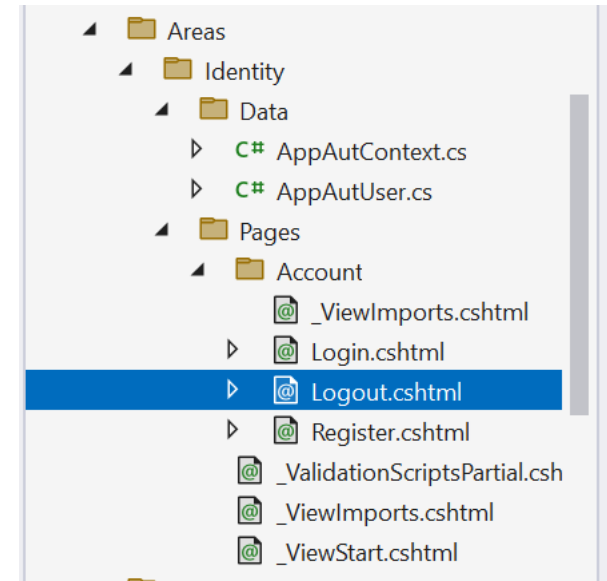 Areas
Identity
Data
C# AppAutContext.cs
C# AppAutUser.cs
Pages
Account
_ViewImports.cshtml
Login.cshtml
Logout.cshtml
Register.cshtml
_ValidationScriptsPartial.csh
_ViewImports.cshtml
_ViewStart.cshtml